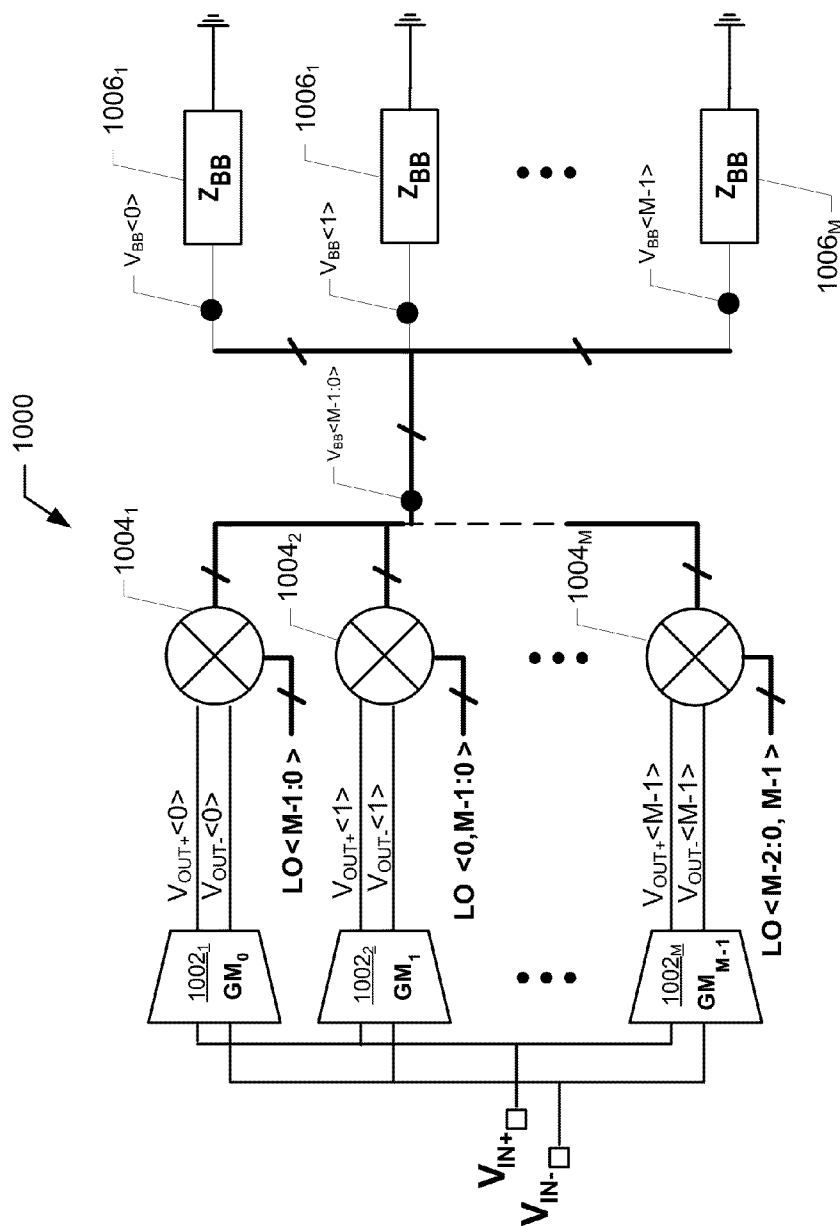 1000
1004₁
1004₂
1004_M
1002₁
GM₀
1002₂
GM₁
1002_M
GM_M-1
V_IN+
V_IN-
V_OUT+<0>
V_OUT-<0>
V_OUT+<1>
V_OUT-<1>
V_OUT+<M-1>
V_OUT-<M-1>
LO<M-1:0>
LO <0,M-1:0>
LO<M-2:0, M-1>
V_BB<M-1:0>
V_BB<0>
V_BB<1>
V_BB<M-1>
Z_BB
Z_BB
Z_BB
1006₁
1006₁
1006_M